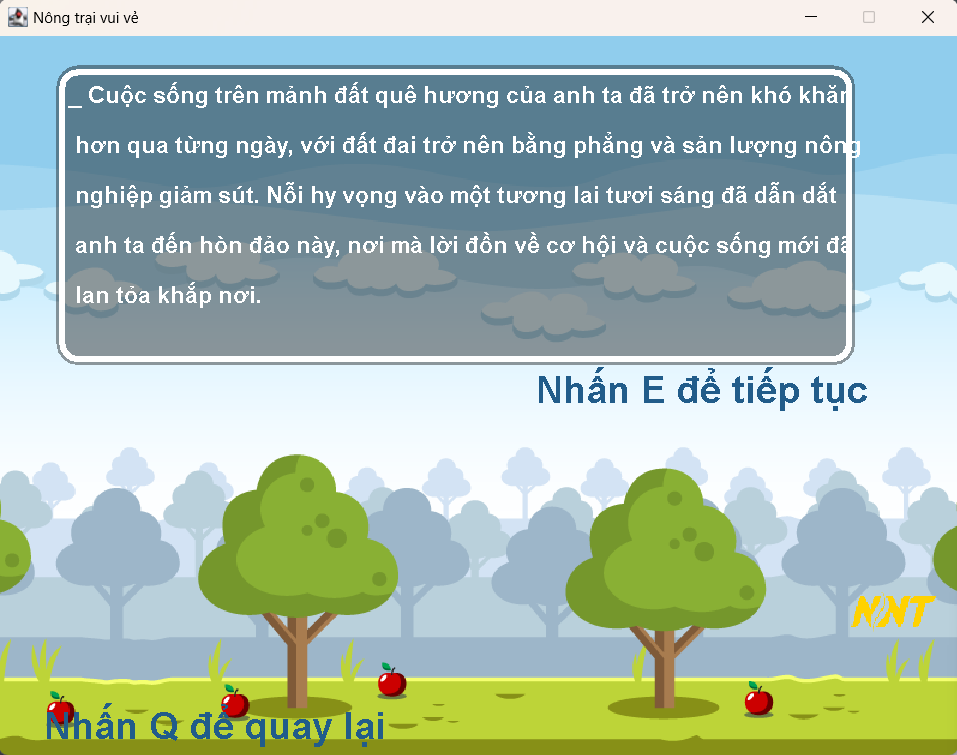 Nông trại vui vẻ
_ Cuộc sống trên mảnh đất quê hương của anh ta đã trở nên khó khăn
hơn qua từng ngày, với đất đai trở nên bằng phẳng và sản lượng nông
nghiệp giảm sút. Nỗi hy vọng vào một tương lai tươi sáng đã dẫn dắt
anh ta đến hòn đảo này, nơi mà lời đồn về cơ hội và cuộc sống mới đã
lan tỏa khắp nơi.
Nhấn E để tiếp tục
N&NT
Nhấn Q để quay lại